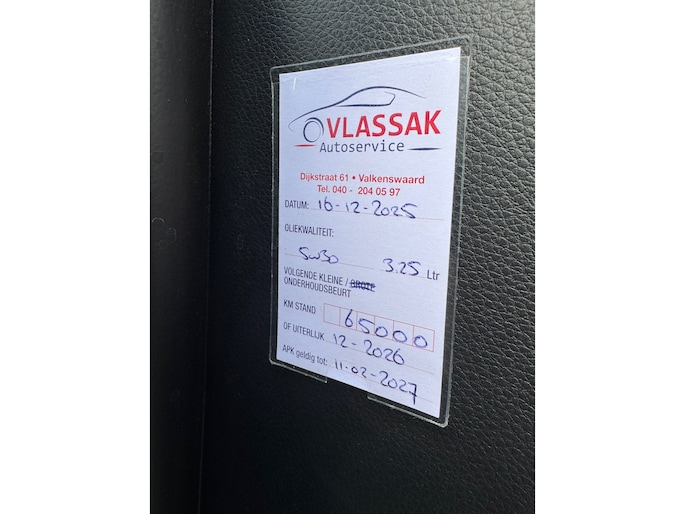 VLASSAK
Autoservice
Dijkstraat 61 • Valkenswaard
Tel. 040 - 204 05 97
DATUM: 16-12-2025
OLIEKWALITEIT:
5w30 3.25 Ltr
VOLGENDE KLEINE / GROTE
ONDERHOUDSBEURT
KM STAND 65000
OF UITERLIJK 12-2026
APK geldig tot: 11-02-2027